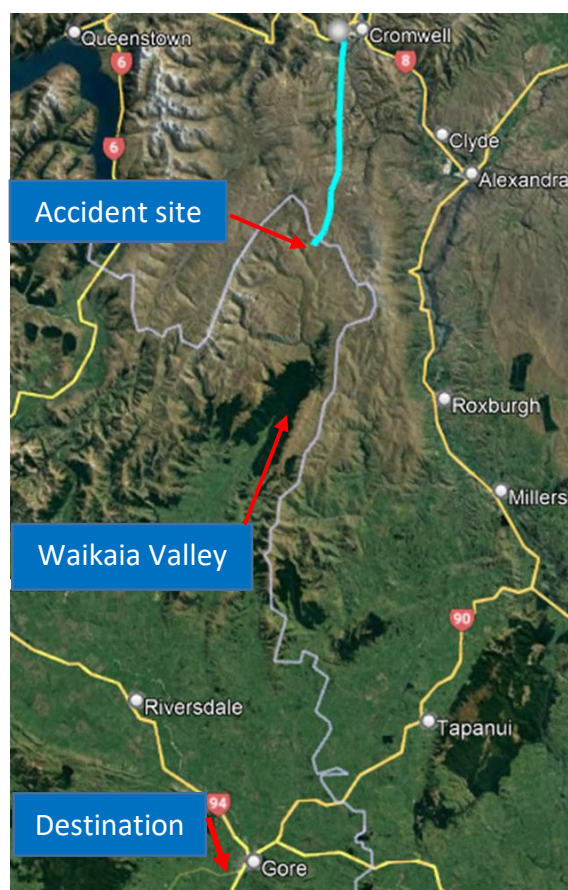 Queenstown
Cromwell
6
8
Clyde
6
Alexandra
Accident site
Roxburgh
Millers
Waikaia Valley
90
Riversdale
Tapanui
94
Destination
Gore